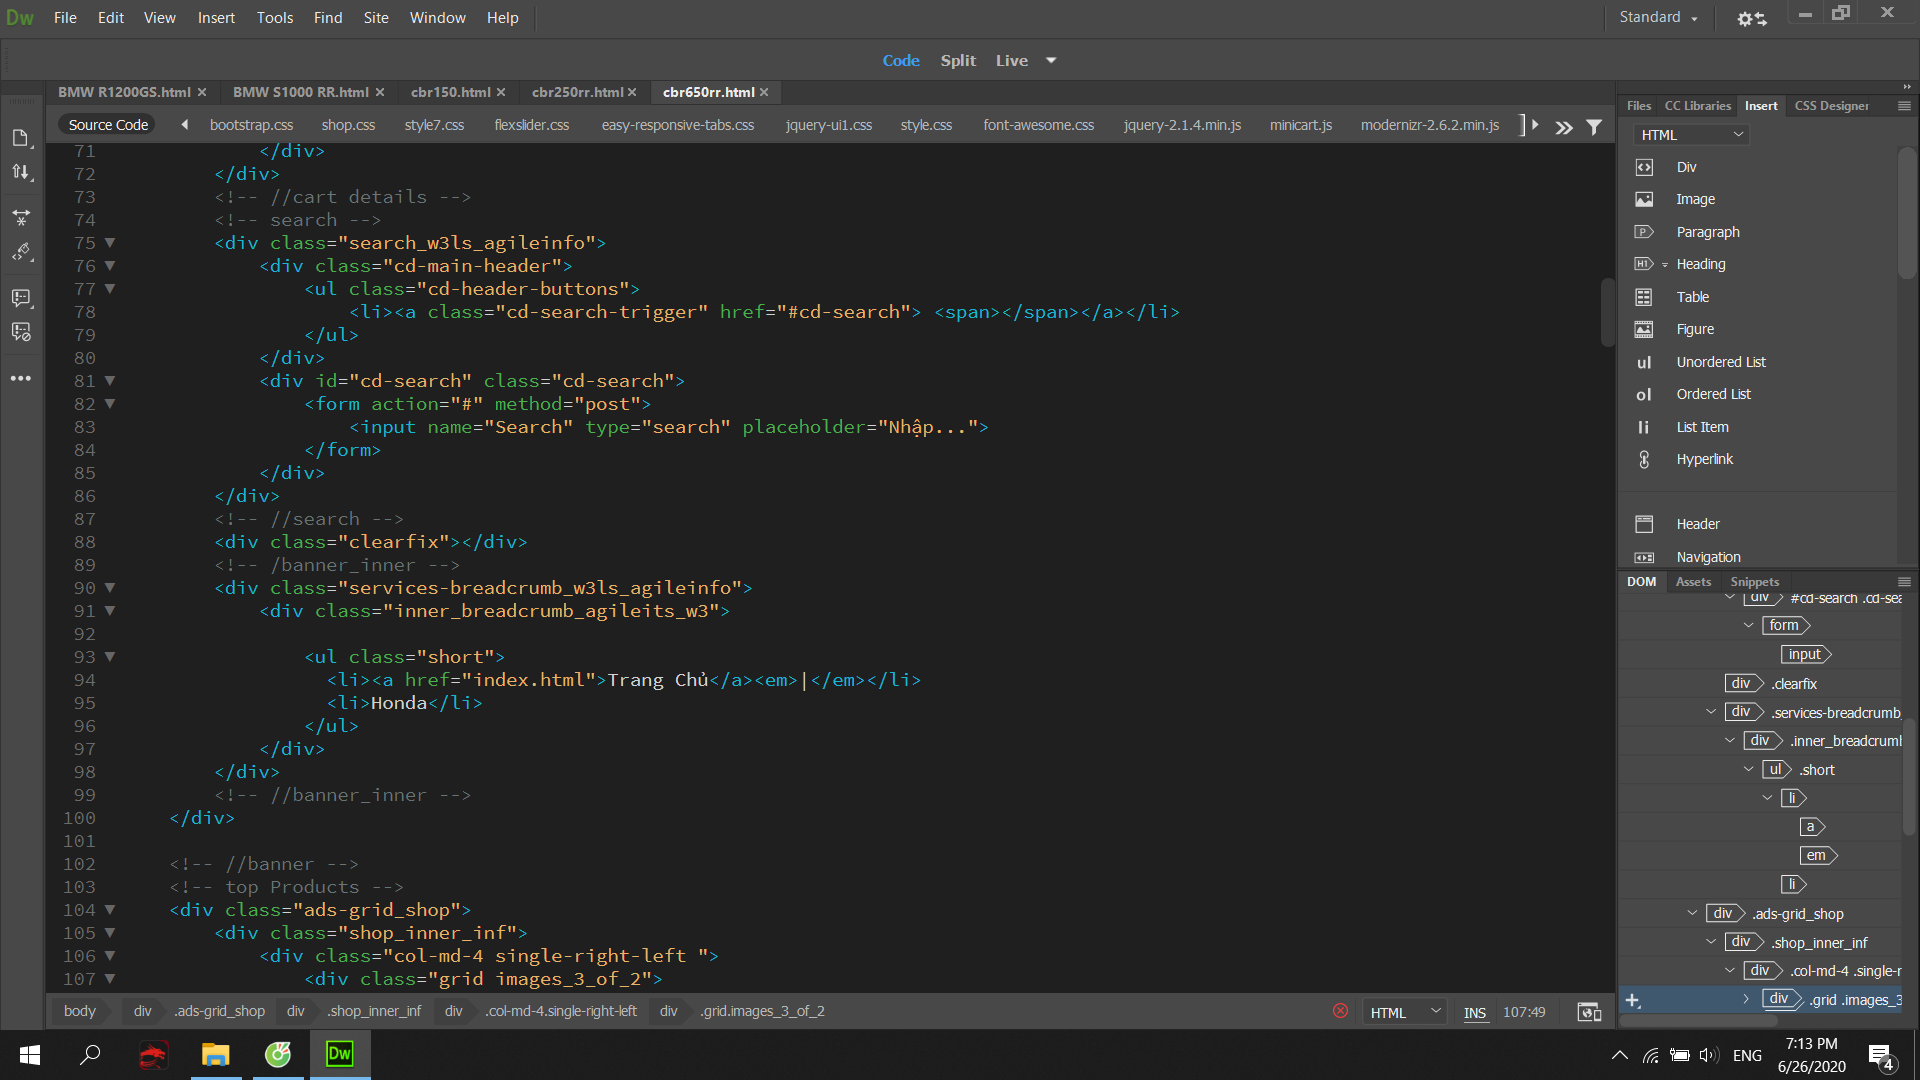 Dw File Edit View Insert Tools Find Site Window Help Standard
Code Split Live
BMW R1200GS.html BMW S1000 RR.html cbr150.html cbr250rr.html cbr650rr.html
Source Code bootstrap.css shop.css style7.css flexslider.css easy-responsive-tabs.css jquery-ui1.css style.css font-awesome.css jquery-2.1.4.min.js minicart.js modernizr-2.6.2.min.js
71 </div>
72 </div>
73 <!-- //cart details -->
74 <!-- search -->
75 <div class="search_w3ls_agileinfo">
76 <div class="cd-main-header">
77 <ul class="cd-header-buttons">
78 <li><a class="cd-search-trigger" href="#cd-search"> <span></span></a></li>
79 </ul>
80 </div>
81 <div id="cd-search" class="cd-search">
82 <form action="#" method="post">
83 <input name="Search" type="search" placeholder="Nhập...">
84 </form>
85 </div>
86 </div>
87 <!-- //search -->
88 <div class="clearfix"></div>
89 <!-- /banner_inner -->
90 <div class="services-breadcrumb_w3ls_agileinfo">
91 <div class="inner_breadcrumb_agileits_w3">
92
93 <ul class="short">
94 <li><a href="index.html">Trang Chủ</a><em>|</em></li>
95 <li>Honda</li>
96 </ul>
97 </div>
98 </div>
99 <!-- //banner_inner -->
100 </div>
101
102 <!-- //banner -->
103 <!-- top Products -->
104 <div class="ads-grid_shop">
105 <div class="shop_inner_inf">
106 <div class="col-md-4 single-right-left ">
107 <div class="grid images_3_of_2">
body div .ads-grid_shop div .shop_inner_inf div .col-md-4.single-right-left div .grid.images_3_of_2 HTML INS 107:49
Files CC Libraries Insert CSS Designer
HTML
Div
Image
P Paragraph
H1 Heading
Table
Figure
ul Unordered List
ol Ordered List
li List Item
Hyperlink
Header
Navigation
DOM Assets Snippets
div #cd-search .cd-sea
form
input
div .clearfix
div .services-breadcrumb_
div .inner_breadcrumb
ul .short
li
a
em
li
div .ads-grid_shop
div .shop_inner_inf
div .col-md-4 .single-r
div .grid .images_3
Dw ENG 7:13 PM
6/26/2020 4